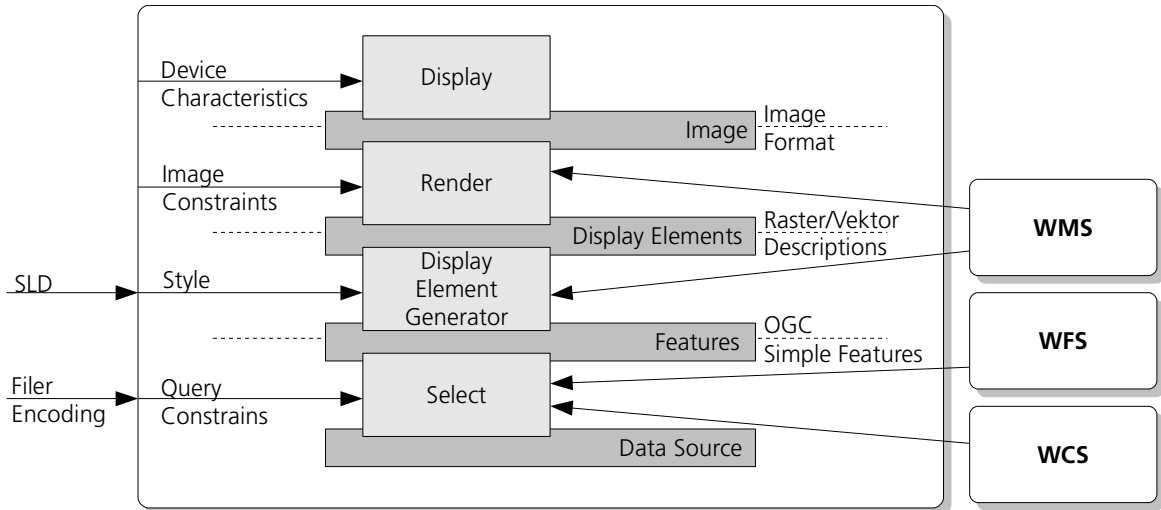 Device
Characteristics
Display
Image
Image
Format
Image
Constraints
Render
Display Elements
Raster/Vektor
Descriptions
WMS
SLD
Style
Display
Element
Generator
Features
OGC
Simple Features
WFS
Filer
Encoding
Query
Constrains
Select
Data Source
WCS